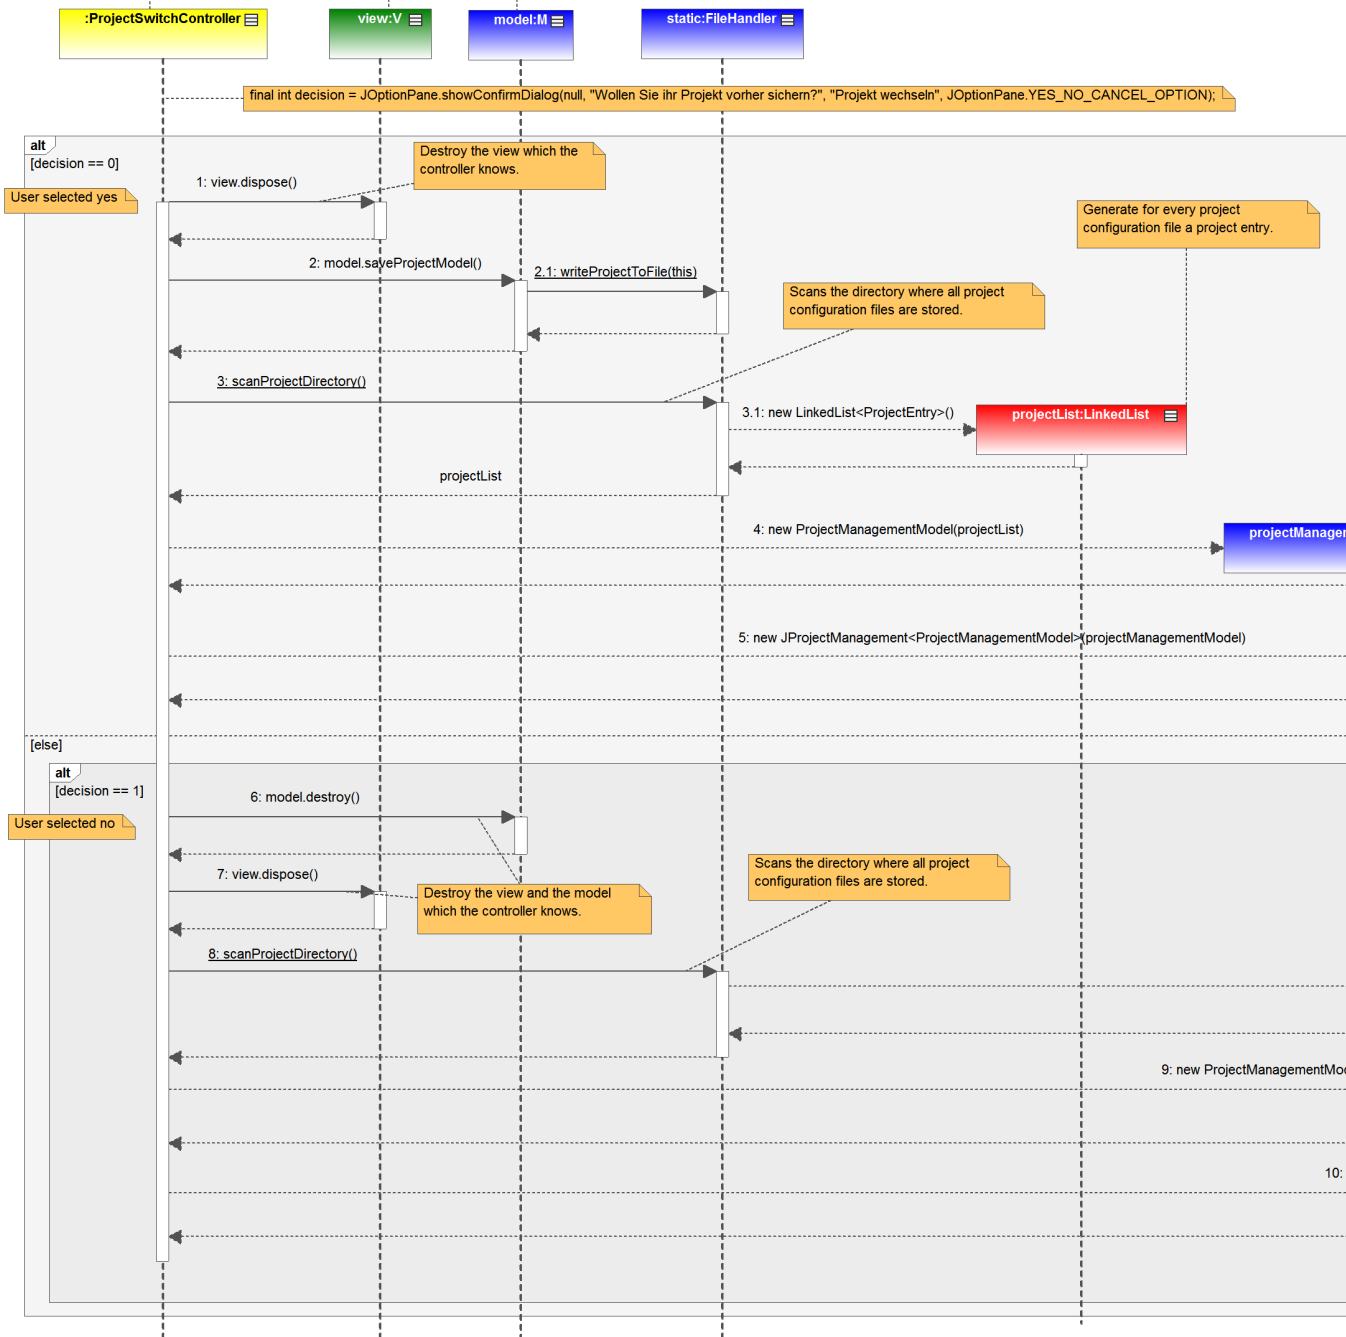 :ProjectSwitchController
view:V
model:M
static:FileHandler
final int decision = JOptionPane.showConfirmDialog(null, "Wollen Sie ihr Projekt vorher sichern?", "Projekt wechseln", JOptionPane.YES_NO_CANCEL_OPTION);
alt
[decision == 0]
Destroy the view which the
controller knows.
1: view.dispose()
User selected yes
Generate for every project
configuration file a project entry.
2: model.saveProjectModel()
2.1: writeProjectToFile(this)
Scans the directory where all project
configuration files are stored.
3: scanProjectDirectory()
3.1: new LinkedList<ProjectEntry>()
projectList:LinkedList
projectList
4: new ProjectManagementModel(projectList)
projectManager
5: new JProjectManagement<ProjectManagementModel>(projectManagementModel)
[else]
alt
[decision == 1]
6: model.destroy()
User selected no
7: view.dispose()
Destroy the view and the model
which the controller knows.
Scans the directory where all project
configuration files are stored.
8: scanProjectDirectory()
9: new ProjectManagementMo
10: